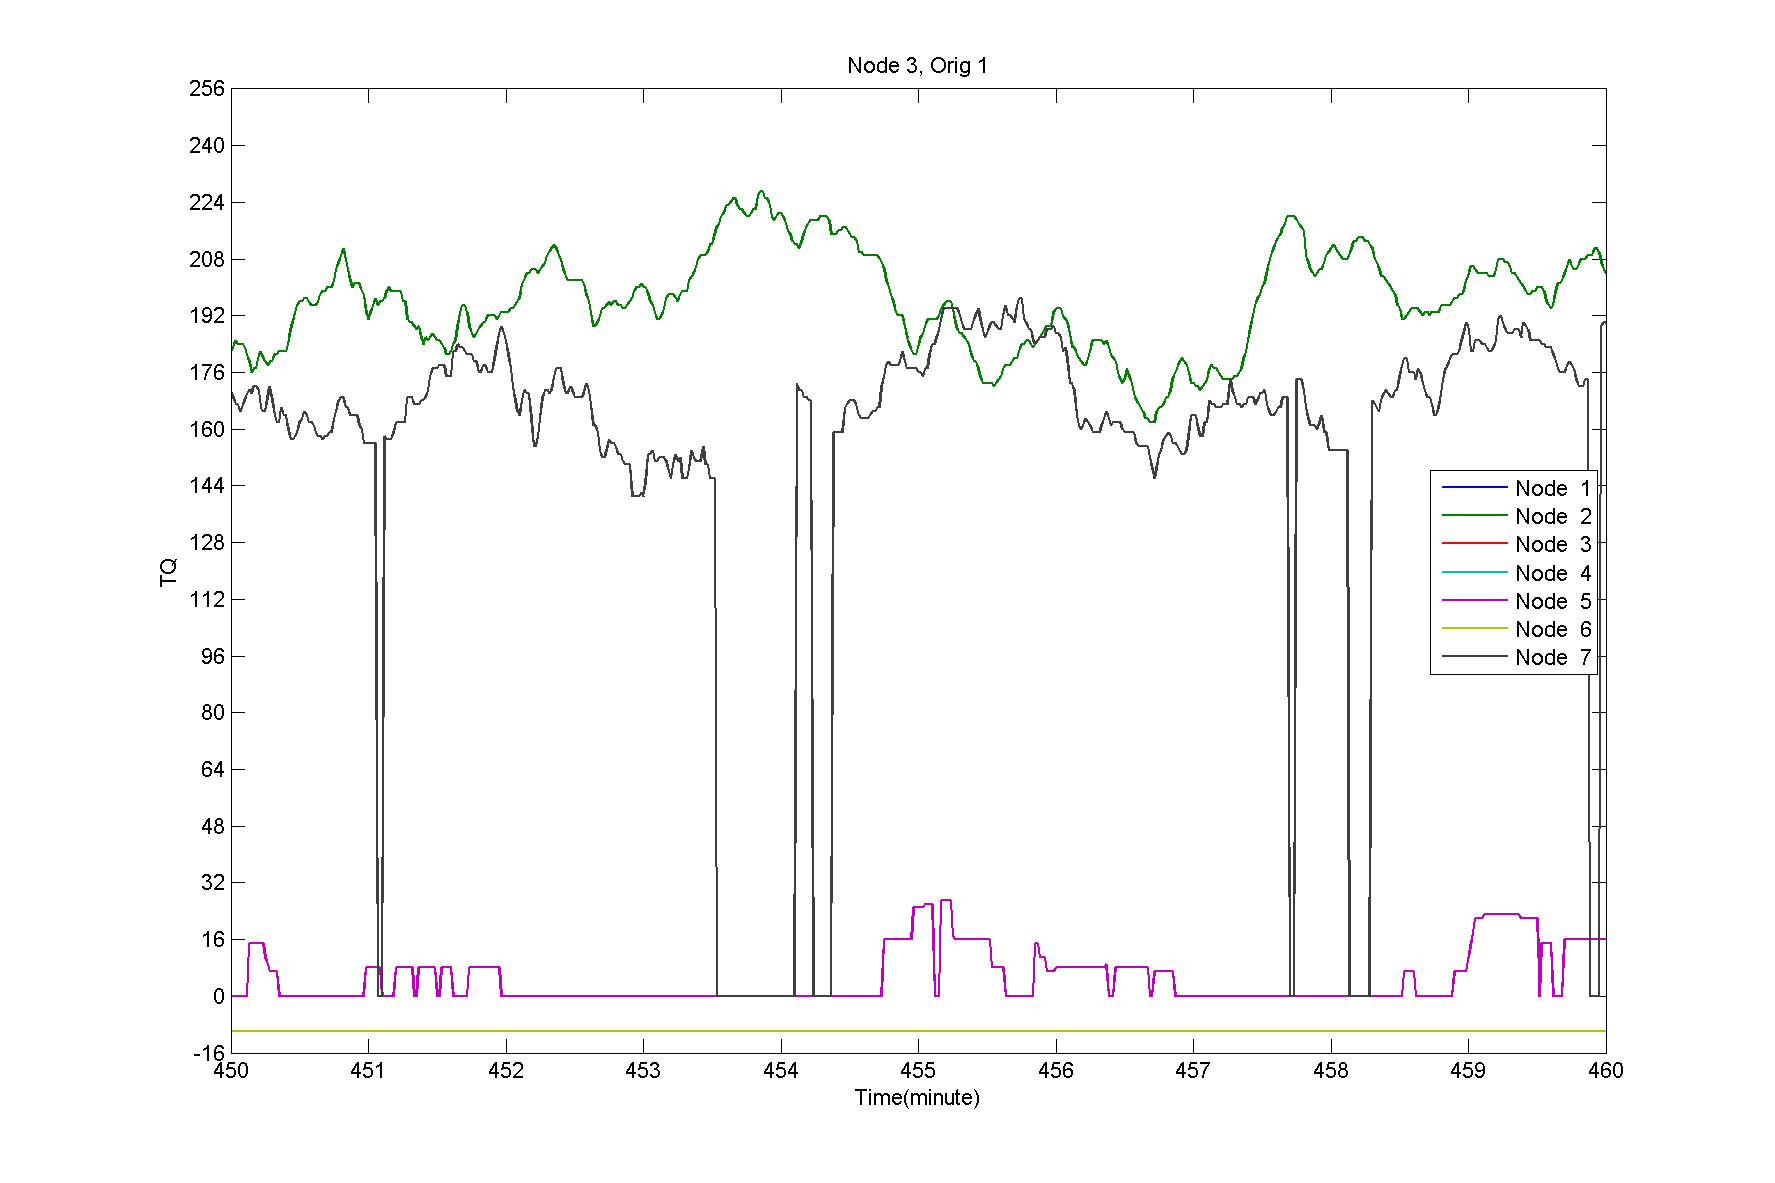 Node 3, Orig 1
256
240
224
208
192
176
160
144
128
112
96
80
64
48
32
16
0
-16
TQ
Node 1
Node 2
Node 3
Node 4
Node 5
Node 6
Node 7
450 451 452 453 454 455 456 457 458 459 460
Time(minute)